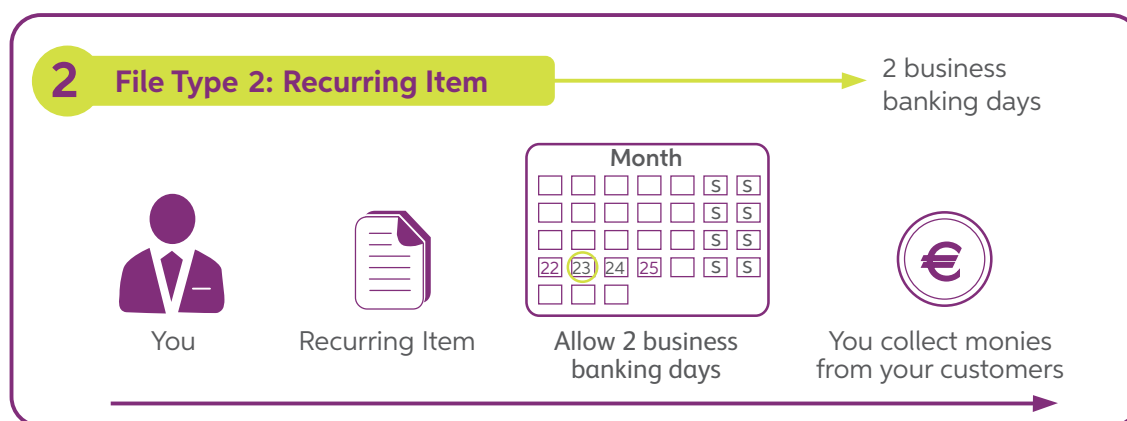 2 File Type 2: Recurring Item
2 business
banking days
Month
S S
S S
S S
22 23 24 25 S S
€
You
Recurring Item
Allow 2 business
banking days
You collect monies
from your customers